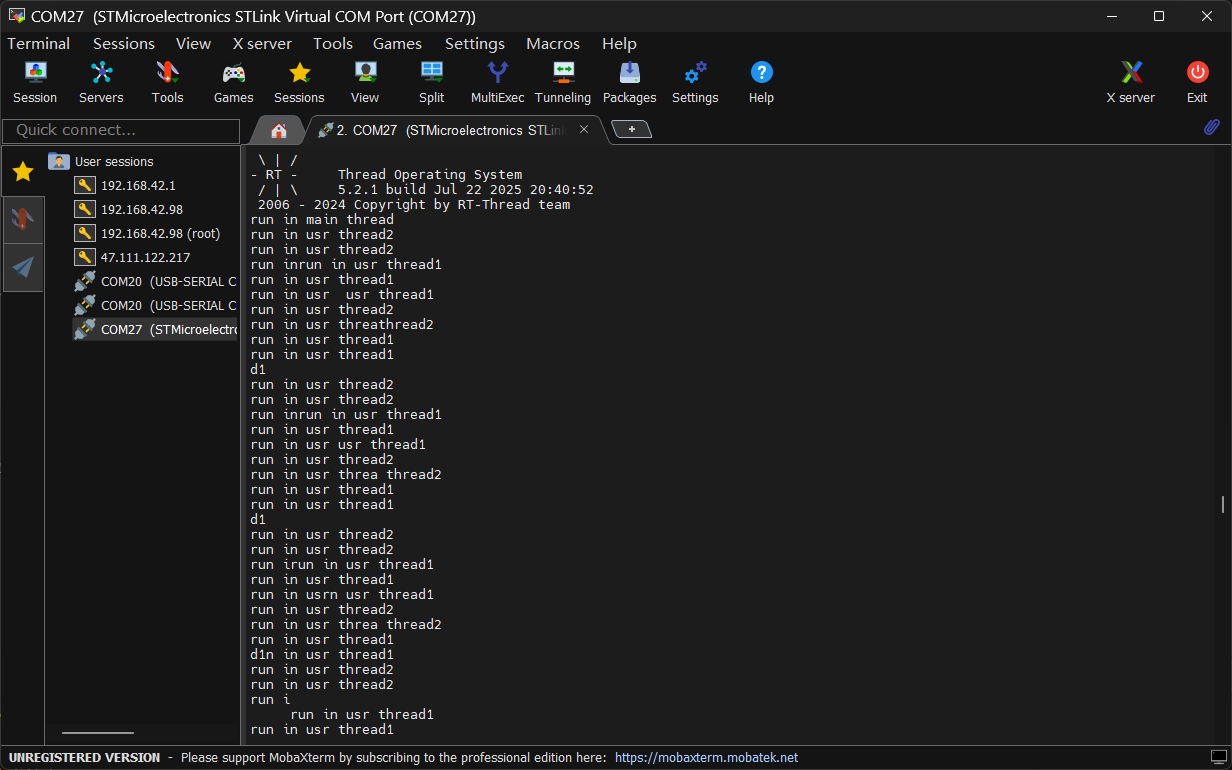 COM27 (STMicroelectronics STLink Virtual COM Port (COM27))
Terminal Sessions View X server Tools Games Settings Macros Help
Session Servers Tools Games Sessions View Split MultiExec Tunneling Packages Settings Help X server Exit
Quick connect...
2. COM27 (STMicroelectronics STLin
User sessions
192.168.42.1
192.168.42.98
192.168.42.98 (root)
47.111.122.217
COM20 (USB-SERIAL C
COM20 (USB-SERIAL C
COM27 (STMicroelectro
\ | /
- RT - Thread Operating System
/ | \ 5.2.1 build Jul 22 2025 20:40:52
2006 - 2024 Copyright by RT-Thread team
run in main thread
run in usr thread2
run in usr thread2
run inrun in usr thread1
run in usr thread1
run in usr  usr thread1
run in usr thread2
run in usr threathread2
run in usr thread1
run in usr thread1
d1
run in usr thread2
run in usr thread2
run inrun in usr thread1
run in usr thread1
run in usr usr thread1
run in usr thread2
run in usr threa thread2
run in usr thread1
run in usr thread1
d1
run in usr thread2
run in usr thread2
run irun in usr thread1
run in usr thread1
run in usrn usr thread1
run in usr thread2
run in usr threa thread2
run in usr thread1
d1n in usr thread1
run in usr thread2
run in usr thread2
run i
run in usr thread1
run in usr thread1
UNREGISTERED VERSION - Please support MobaXterm by subscribing to the professional edition here: https://mobaxterm.mobatek.net